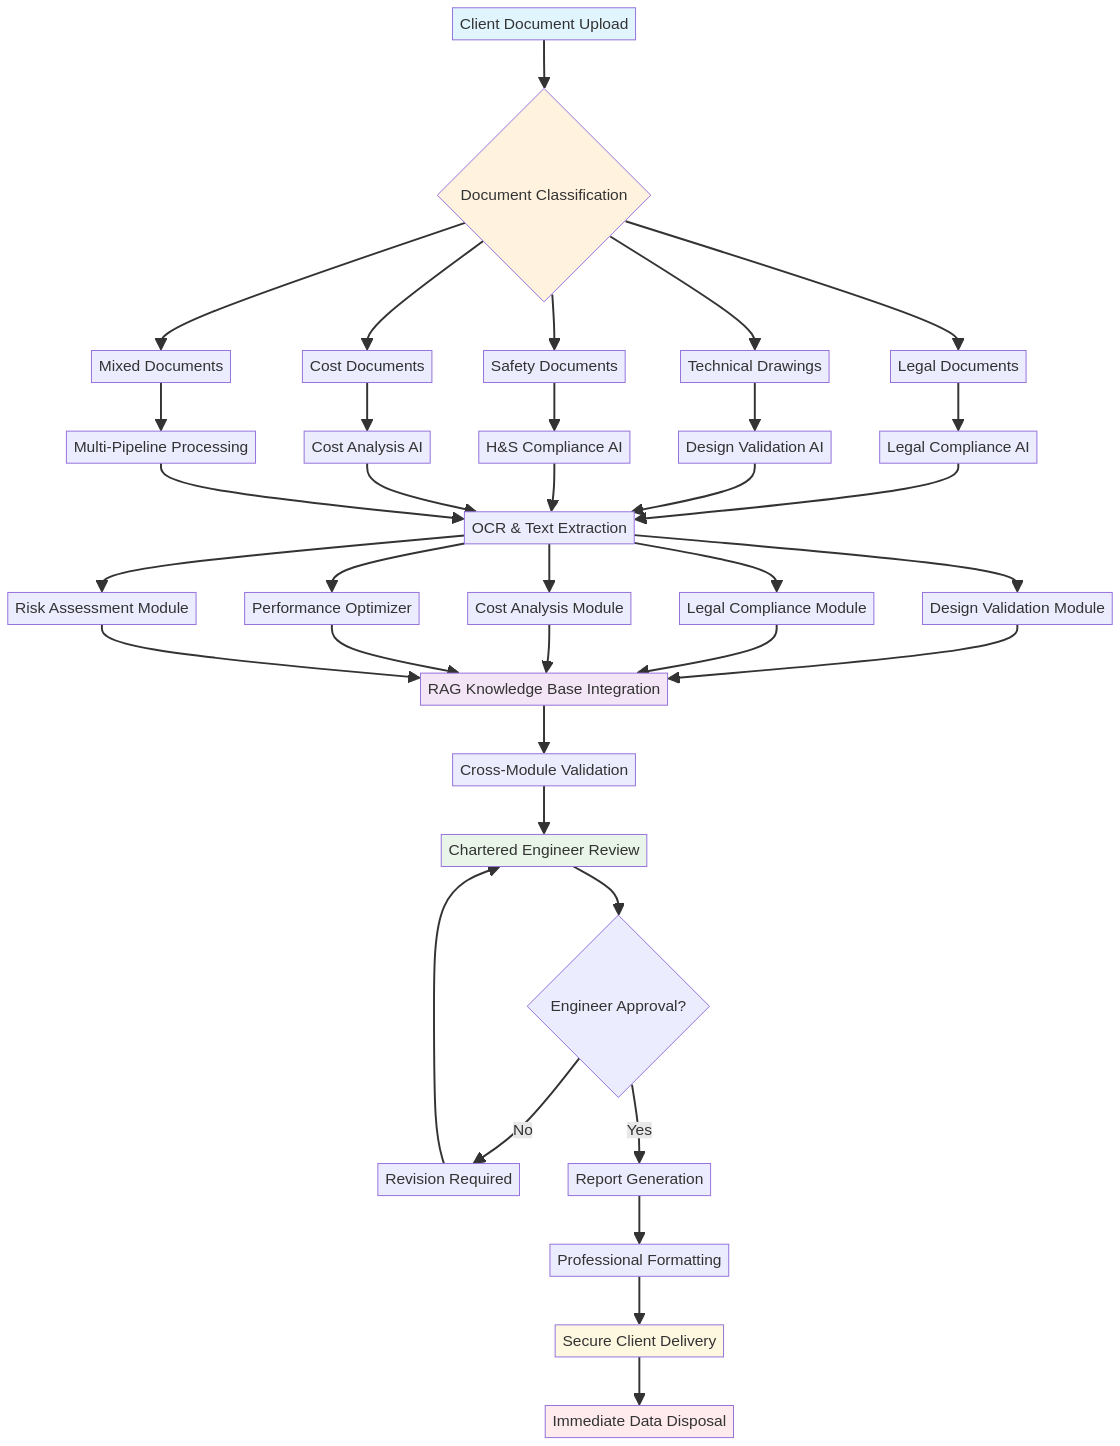 Client Document Upload
Document Classification
Mixed Documents
Cost Documents
Safety Documents
Technical Drawings
Legal Documents
Multi-Pipeline Processing
Cost Analysis AI
H&S Compliance AI
Design Validation AI
Legal Compliance AI
OCR & Text Extraction
Risk Assessment Module
Performance Optimizer
Cost Analysis Module
Legal Compliance Module
Design Validation Module
RAG Knowledge Base Integration
Cross-Module Validation
Chartered Engineer Review
Engineer Approval?
No
Yes
Revision Required
Report Generation
Professional Formatting
Secure Client Delivery
Immediate Data Disposal